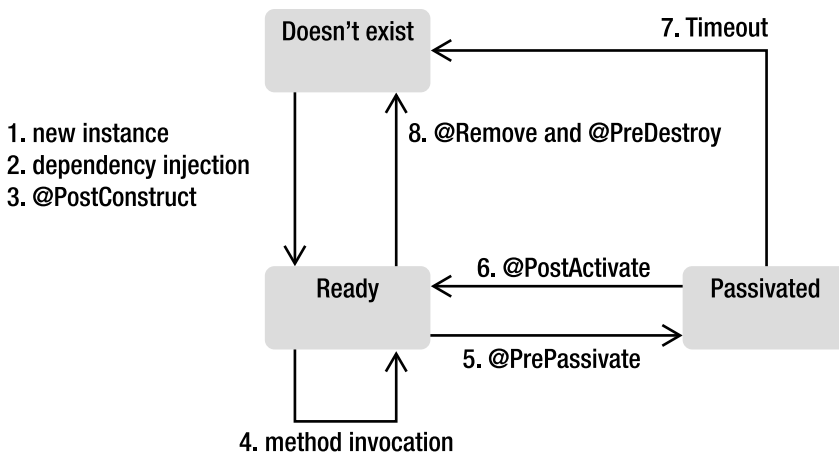 Doesn't exist
7. Timeout
1. new instance
2. dependency injection
3. @PostConstruct
8. @Remove and @PreDestroy
Ready
6. @PostActivate
Passivated
5. @PrePassivate
4. method invocation